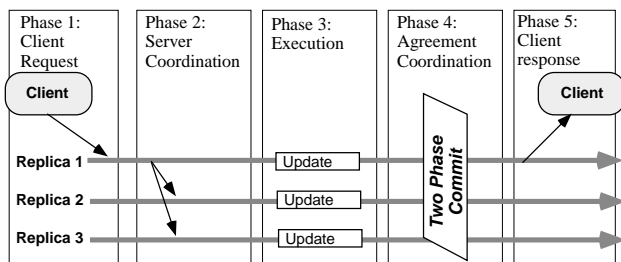 Phase 1:
Client
Request
Phase 2:
Server
Coordination
Phase 3:
Execution
Phase 4:
Agreement
Coordination
Phase 5:
Client
response
Client
Client
Replica 1
Update
Replica 2
Update
Replica 3
Update
Two Phase
Commit